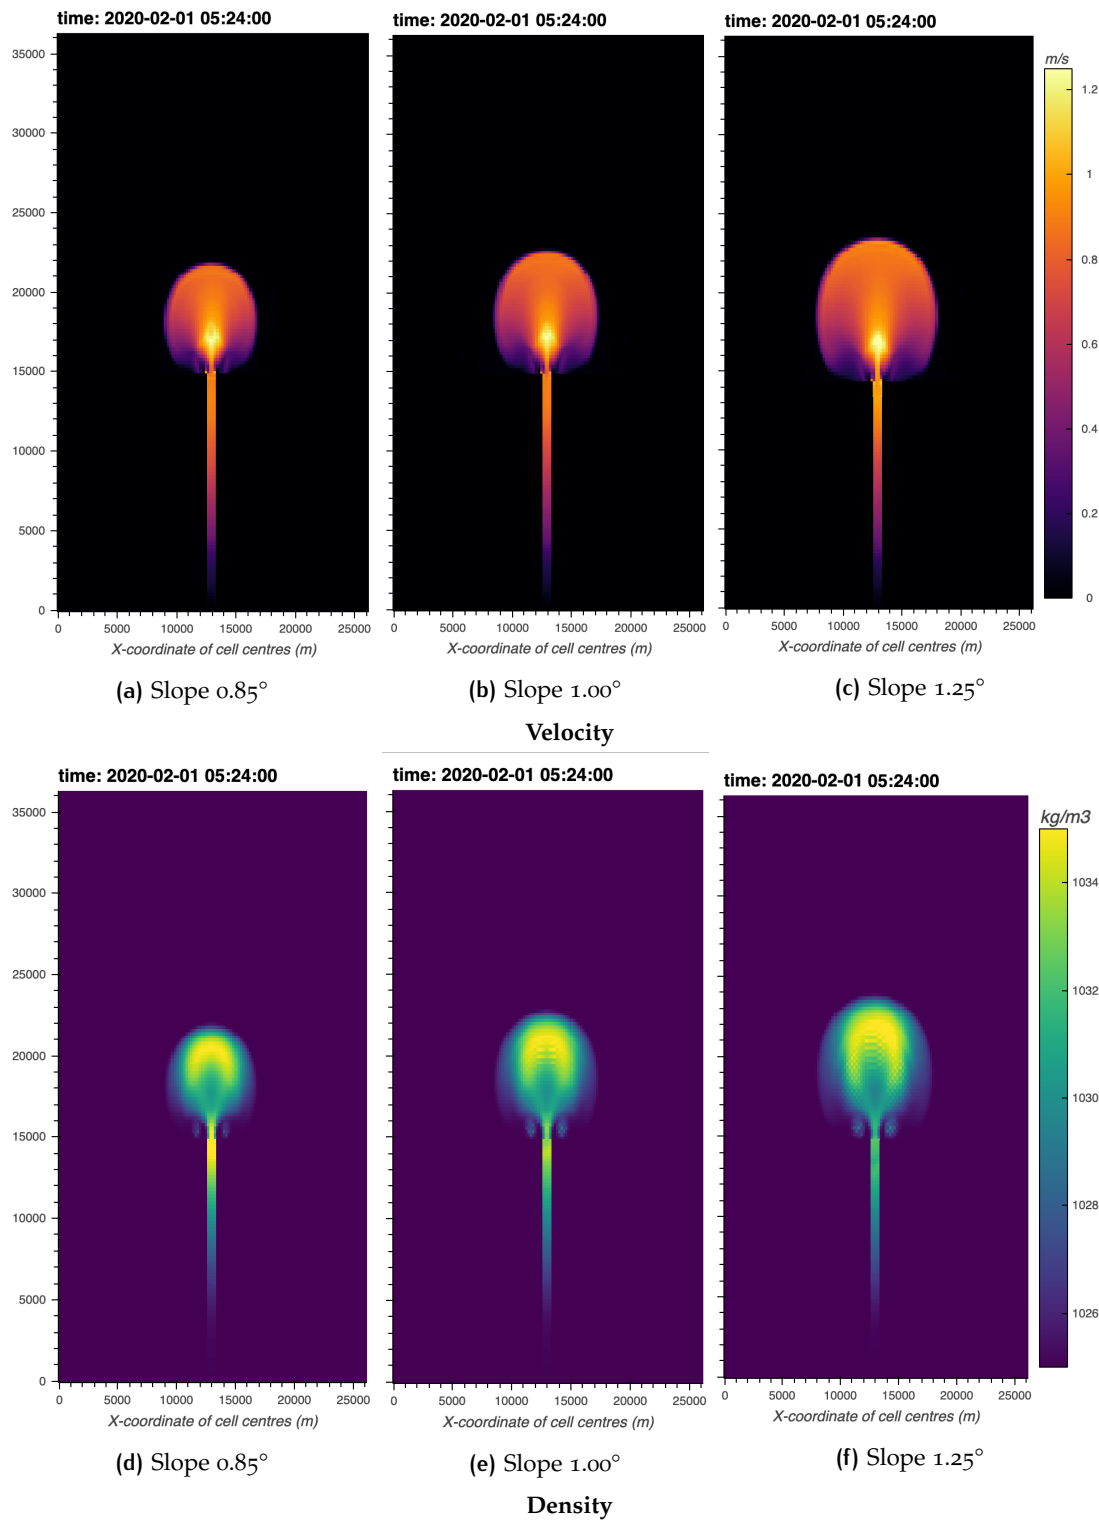 time: 2020-02-01 05:24:00
35000
30000
25000
20000
15000
10000
5000
0
0 5000 10000 15000 20000 25000
X-coordinate of cell centres (m)
(a) Slope 0.85°
time: 2020-02-01 05:24:00
0 5000 10000 15000 20000 25000
X-coordinate of cell centres (m)
(b) Slope 1.00°
time: 2020-02-01 05:24:00
0 5000 10000 15000 20000 25000
X-coordinate of cell centres (m)
(c) Slope 1.25°
m/s
1.2
1
0.8
0.6
0.4
0.2
0
Velocity
time: 2020-02-01 05:24:00
35000
30000
25000
20000
15000
10000
5000
0
0 5000 10000 15000 20000 25000
X-coordinate of cell centres (m)
(d) Slope 0.85°
time: 2020-02-01 05:24:00
0 5000 10000 15000 20000 25000
X-coordinate of cell centres (m)
(e) Slope 1.00°
time: 2020-02-01 05:24:00
0 5000 10000 15000 20000 25000
X-coordinate of cell centres (m)
(f) Slope 1.25°
kg/m3
1034
1032
1030
1028
1026
Density